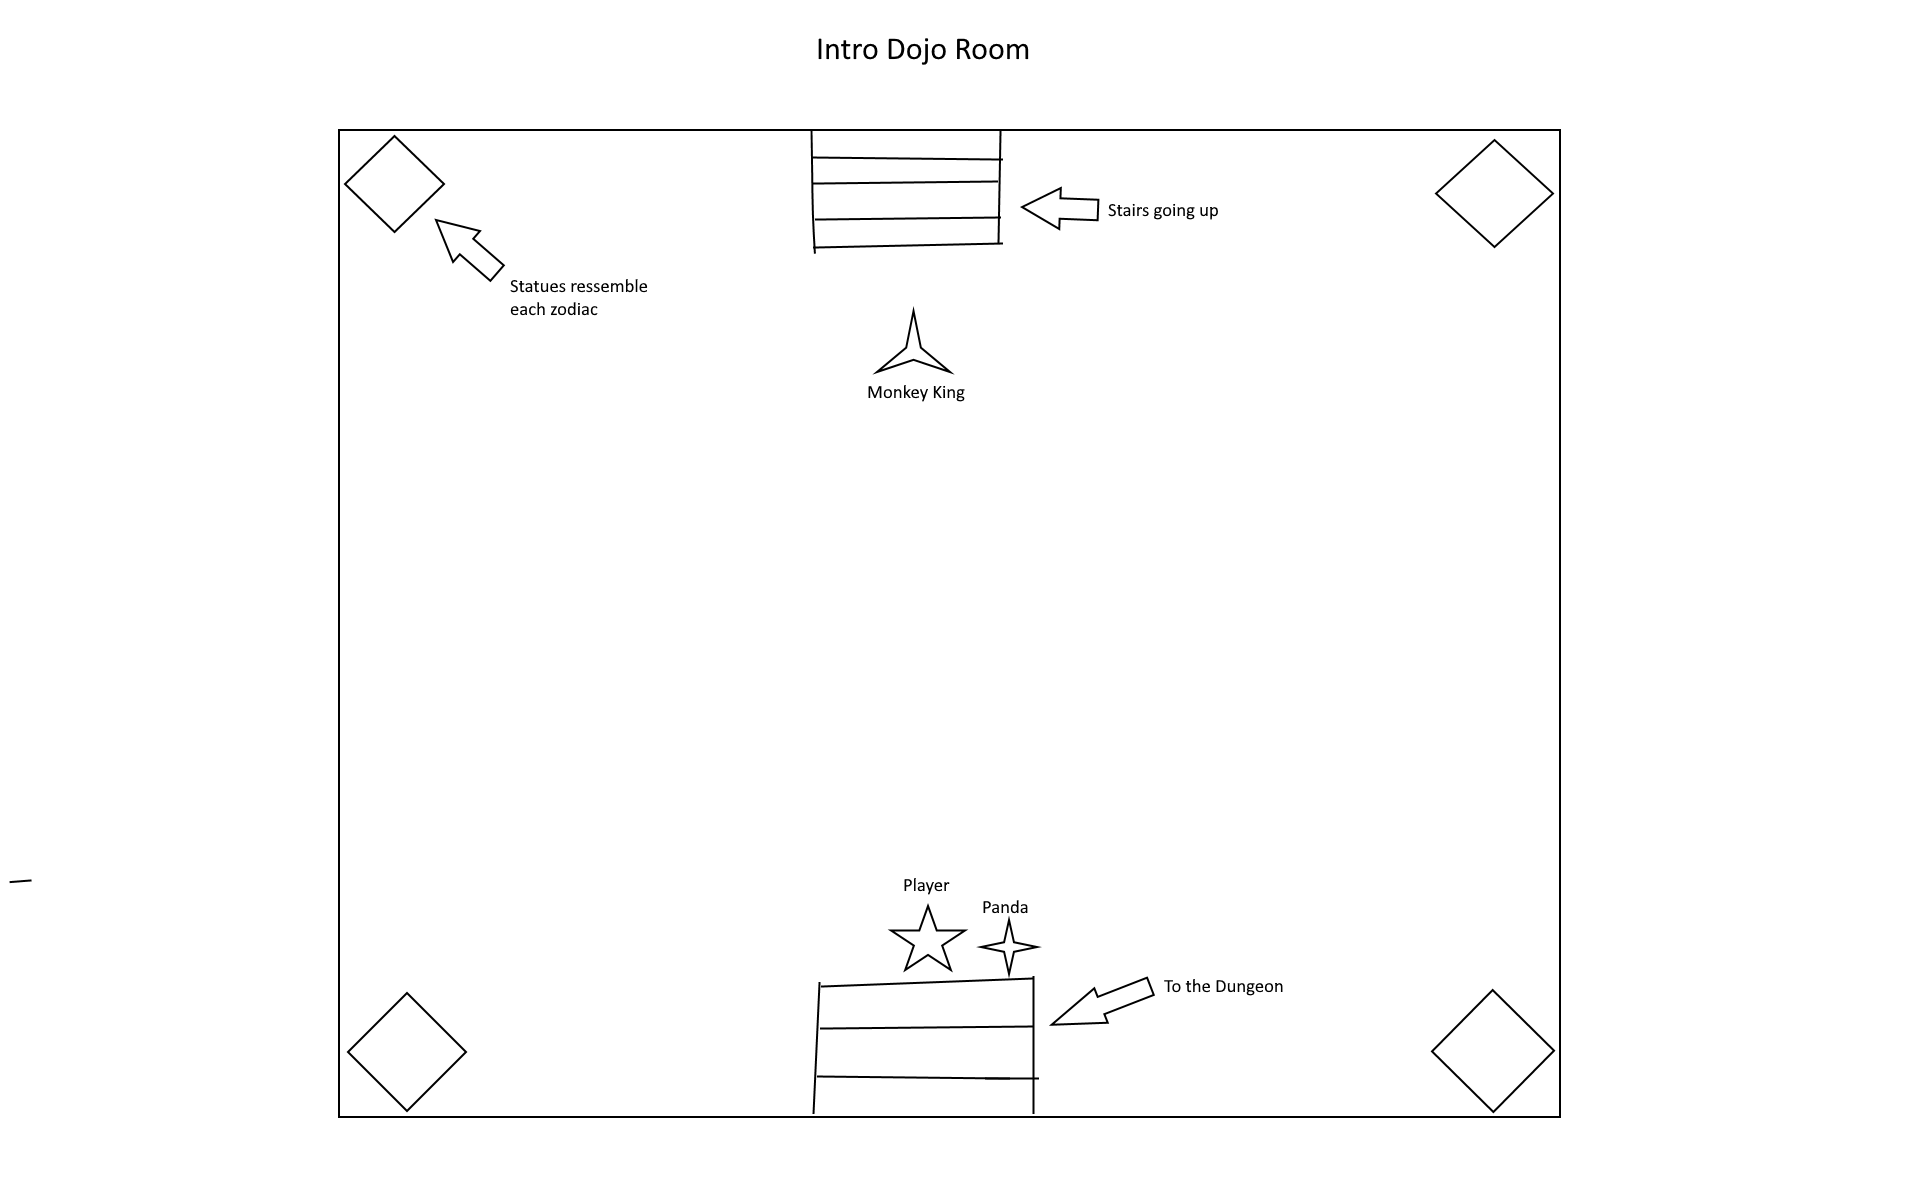 Intro Dojo Room
Stairs going up
Statues ressemble
each zodiac
Monkey King
Player
Panda
To the Dungeon